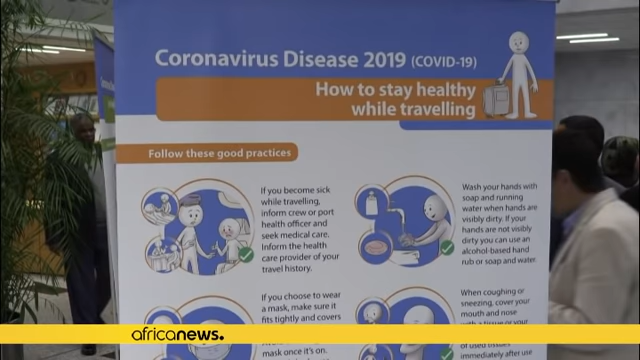 Coronavirus Disease 2019 (COVID-19)
How to stay healthy
while travelling
Follow these good practices
If you become sick
while travelling,
inform crew or port
health officer and
seek medical care.
Inform the health
care provider of your
travel history.
Wash your hands with
soap and running
water when hands are
visibly dirty. If your
hands are not visibly
dirty you can use an
alcohol-based hand
rub or soap and water.
If you choose to wear
a mask, make sure it
fits tightly and covers
mask once it's on.
When coughing or
sneezing, cover your
mouth and nose
immediately after use
africanews.